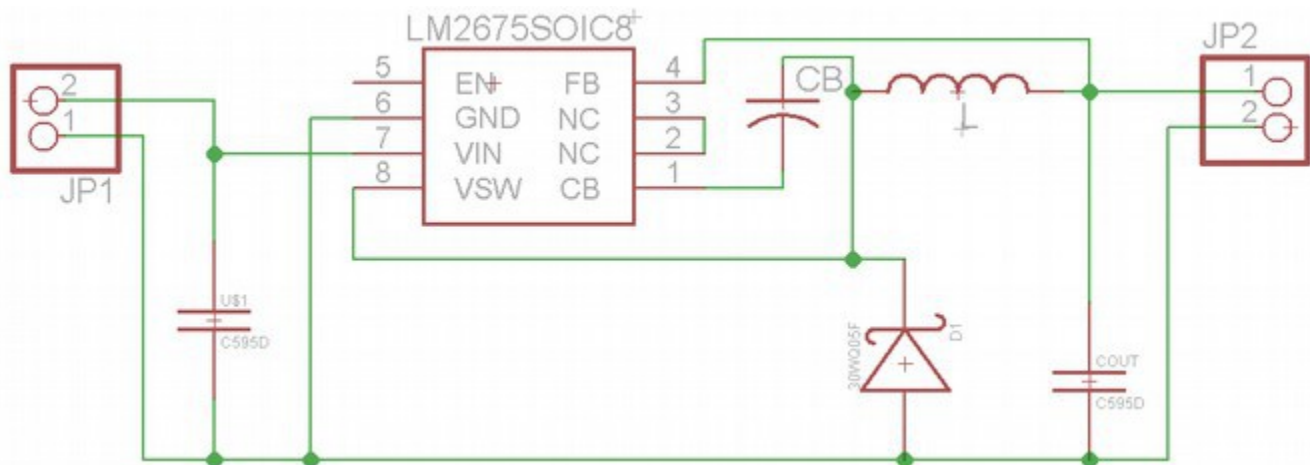 LM2675SOIC8
JP2
JP1
2
1
5
6
7
8
EN
GND
VIN
VSW
FB
NC
NC
CB
4
3
2
1
CB
L
1
2
U$1
C595D
30WQ05F
D1
COUT
C595D